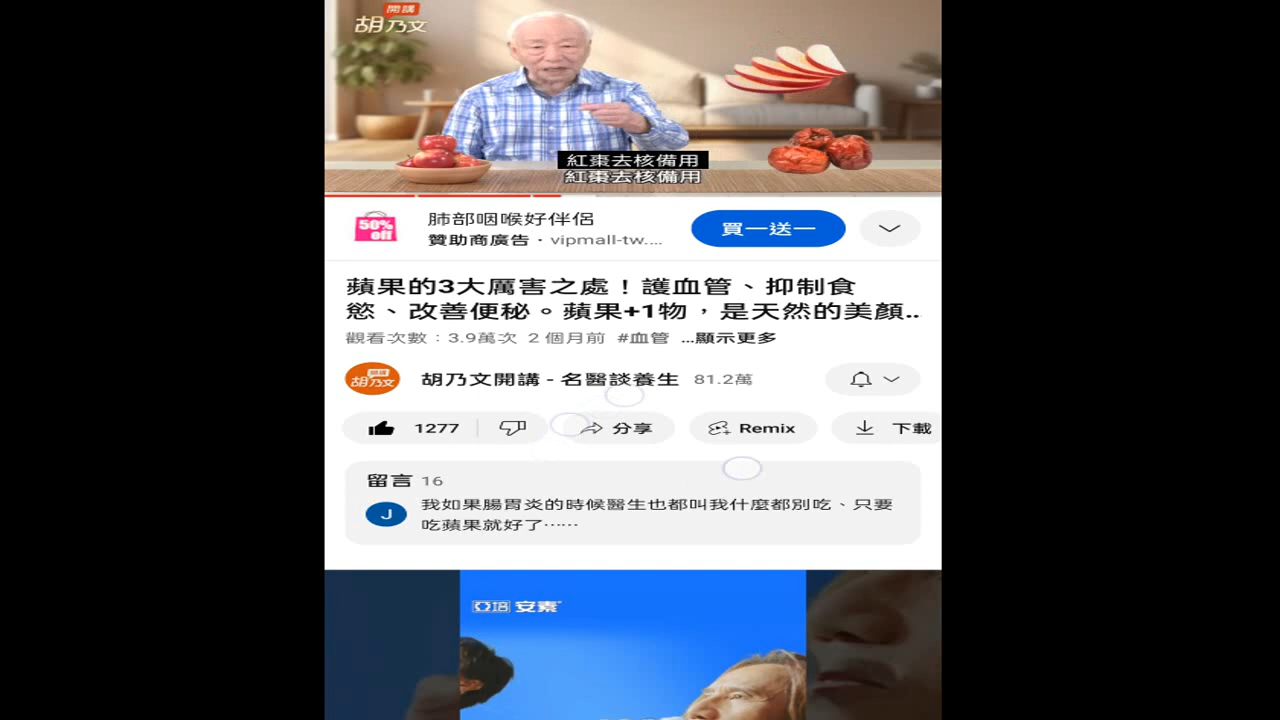 開講
胡乃文
紅棗去核備用
紅棗去核備用
50%
off
肺部咽喉好伴侶
贊助商廣告・vipmall-tw....
買一送一
蘋果的3大厲害之處！護血管、抑制食
慾、改善便秘。蘋果+1物，是天然的美顏..
觀看次數：3.9萬次 2 個月前 #血管 ...顯示更多
開講
胡乃文
胡乃文開講 - 名醫談養生 81.2萬
1277
分享
Remix
下載
留言 16
J
我如果腸胃炎的時候醫生也都叫我什麼都別吃、只要
吃蘋果就好了……
亞培 安素